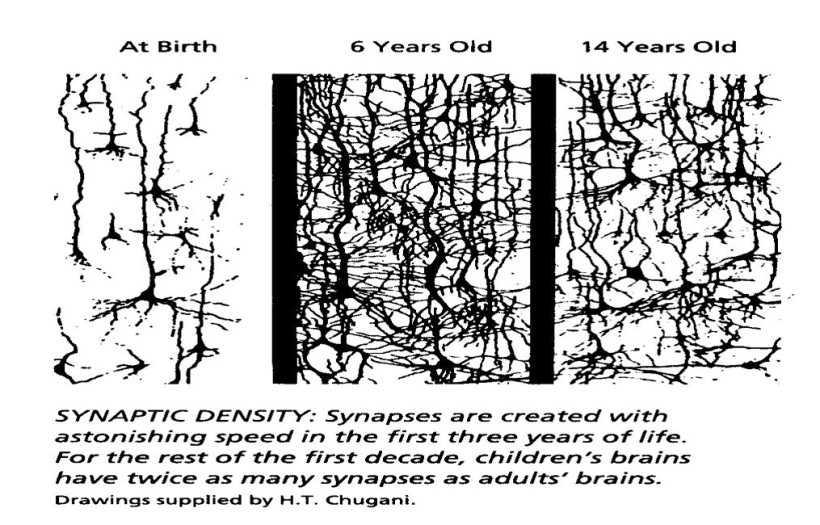 At Birth 6 Years Old 14 Years Old
SYNAPTIC DENSITY: Synapses are created with
astonishing speed in the first three years of life.
For the rest of the first decade, children's brains
have twice as many synapses as adults' brains.
Drawings supplied by H.T. Chugani.